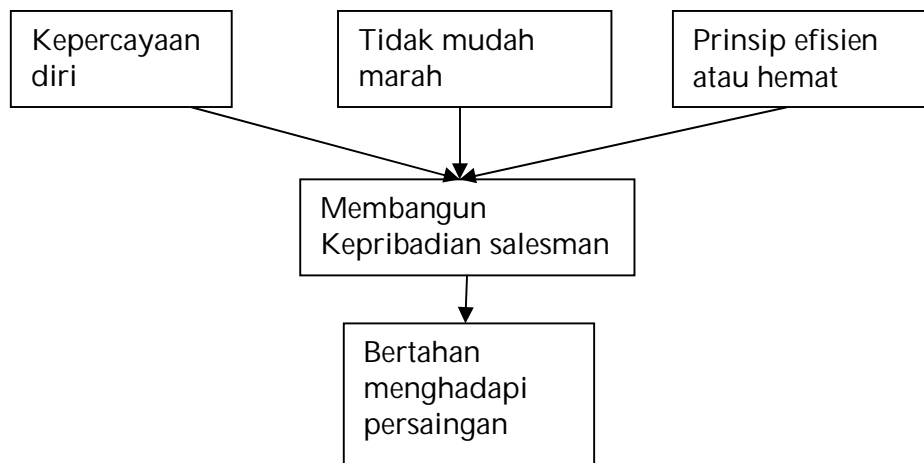 Kepercayaan
diri
Tidak mudah
marah
Prinsip efisien
atau hemat
Membangun
Kepribadian salesman
Bertahan
menghadapi
persaingan